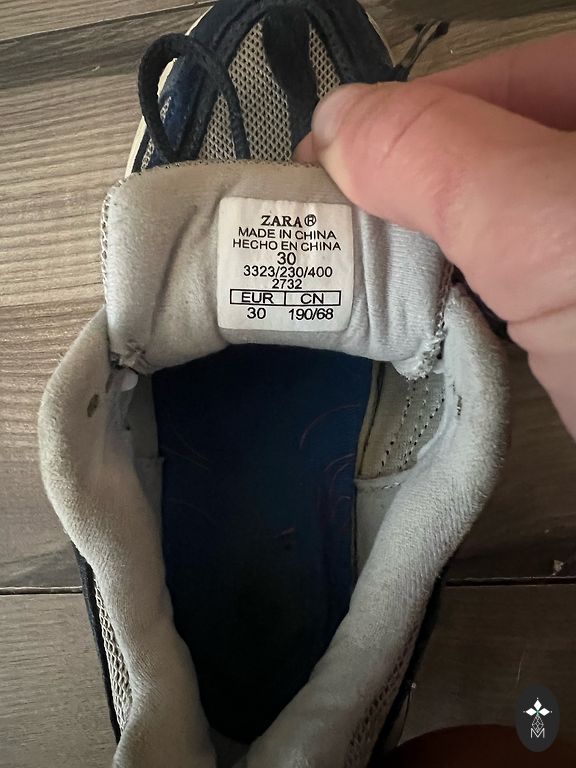 ZARA®
MADE IN CHINA
HECHO EN CHINA
30
3323/230/400
2732
EUR CN
30 190/68
M